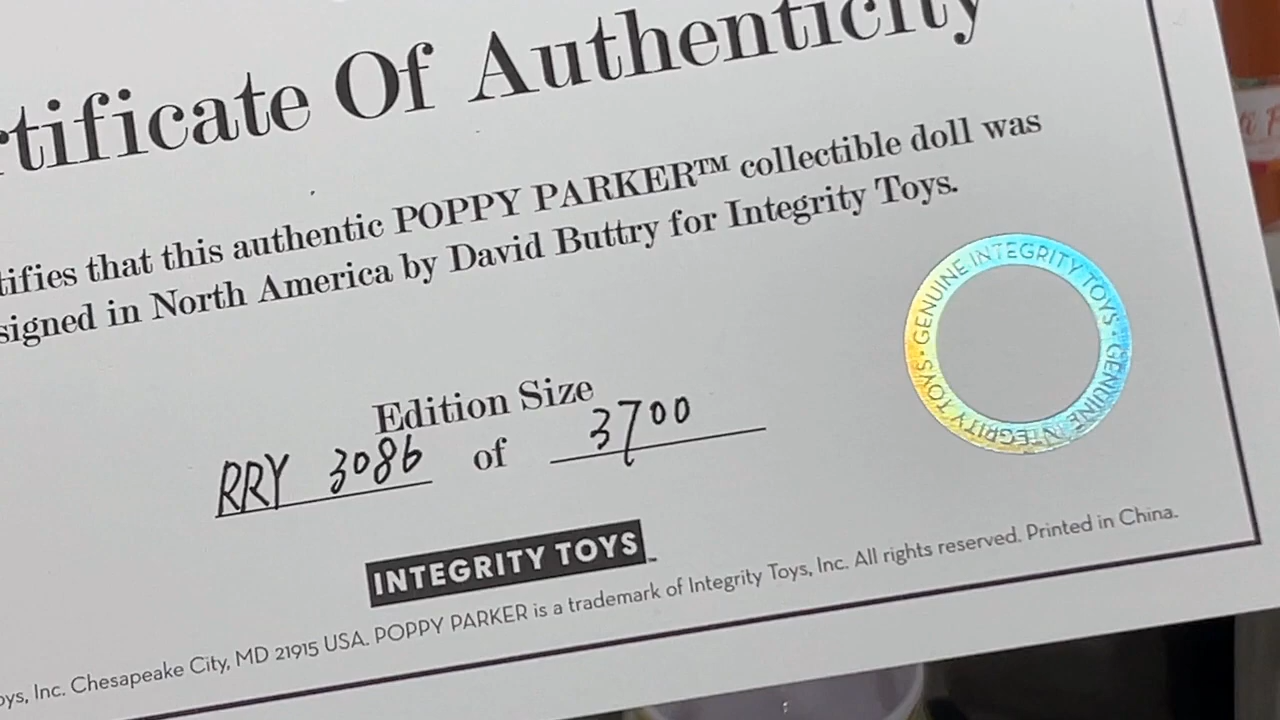 rtificate Of Authenticity
tifies that this authentic POPPY PARKER™ collectible doll was
signed in North America by David Buttry for Integrity Toys.
GENUINE INTEGRITY TOYS · GENUINE INTEGRITY TOYS ·
Edition Size
RRY 3086 of 3700
INTEGRITY TOYS™
oys, Inc. Chesapeake City, MD 21915 USA. POPPY PARKER is a trademark of Integrity Toys, Inc. All rights reserved. Printed in China.